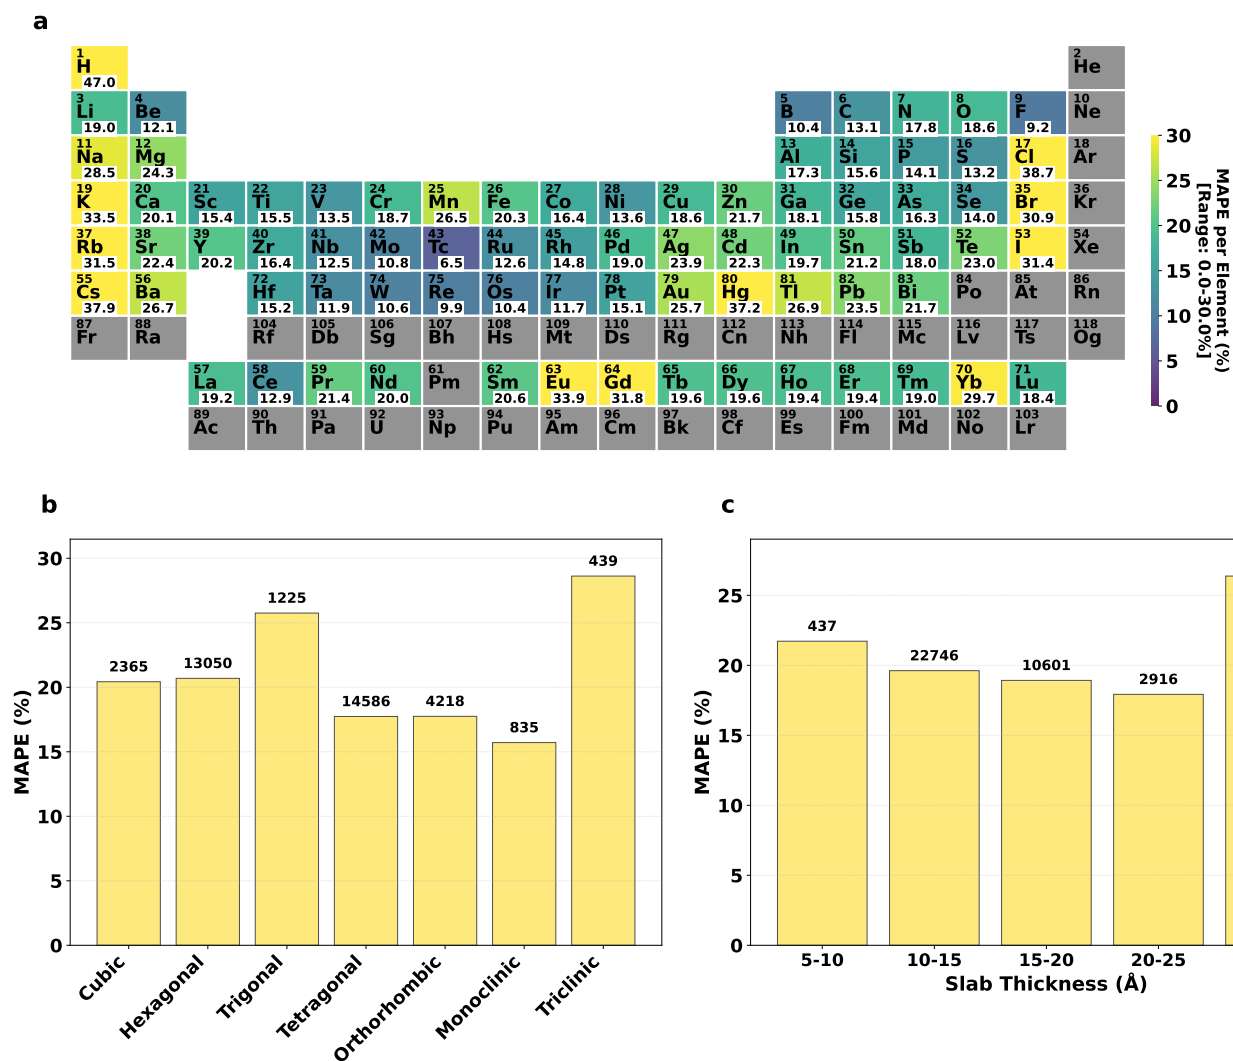 a
1 2
H He
47.0
3 4 5 6 7 8 9 10
Li Be B C N O F Ne
19.0 12.1 10.4 13.1 17.8 18.6 9.2
11 12 13 14 15 16 17 18
Na Mg Al Si P S Cl Ar
28.5 24.3 17.3 15.6 14.1 13.2 38.7
19 20 21 22 23 24 25 26 27 28 29 30 31 32 33 34 35 36
K Ca Sc Ti V Cr Mn Fe Co Ni Cu Zn Ga Ge As Se Br Kr
33.5 20.1 15.4 15.5 13.5 18.7 26.5 20.3 16.4 13.6 18.6 21.7 18.1 15.8 16.3 14.0 30.9
37 38 39 40 41 42 43 44 45 46 47 48 49 50 51 52 53 54
Rb Sr Y Zr Nb Mo Tc Ru Rh Pd Ag Cd In Sn Sb Te I Xe
31.5 22.4 20.2 16.4 12.5 10.8 6.5 12.6 14.8 19.0 23.9 22.3 19.7 21.2 18.0 23.0 31.4
55 56 72 73 74 75 76 77 78 79 80 81 82 83 84 85 86
Cs Ba Hf Ta W Re Os Ir Pt Au Hg Tl Pb Bi Po At Rn
37.9 26.7 15.2 11.9 10.6 9.9 10.4 11.7 15.1 25.7 37.2 26.9 23.5 21.7
87 88 104 105 106 107 108 109 110 111 112 113 114 115 116 117 118
Fr Ra Rf Db Sg Bh Hs Mt Ds Rg Cn Nh Fl Mc Lv Ts Og
57 58 59 60 61 62 63 64 65 66 67 68 69 70 71
La Ce Pr Nd Pm Sm Eu Gd Tb Dy Ho Er Tm Yb Lu
19.2 12.9 21.4 20.0 20.6 33.9 31.8 19.6 19.6 19.4 19.4 19.0 29.7 18.4
89 90 91 92 93 94 95 96 97 98 99 100 101 102 103
Ac Th Pa U Np Pu Am Cm Bk Cf Es Fm Md No Lr
30
25
20
15
10
5
0
MAPE per Element (%)
[Range: 0.0-30.0%]
b
MAPE (%)
30
25
20
15
10
5
0
2365 13050 1225 14586 4218 835 439
Cubic Hexagonal Trigonal Tetragonal Orthorhombic Monoclinic Triclinic
c
MAPE (%)
25
20
15
10
5
0
437 22746 10601 2916
5-10 10-15 15-20 20-25
Slab Thickness (Å)